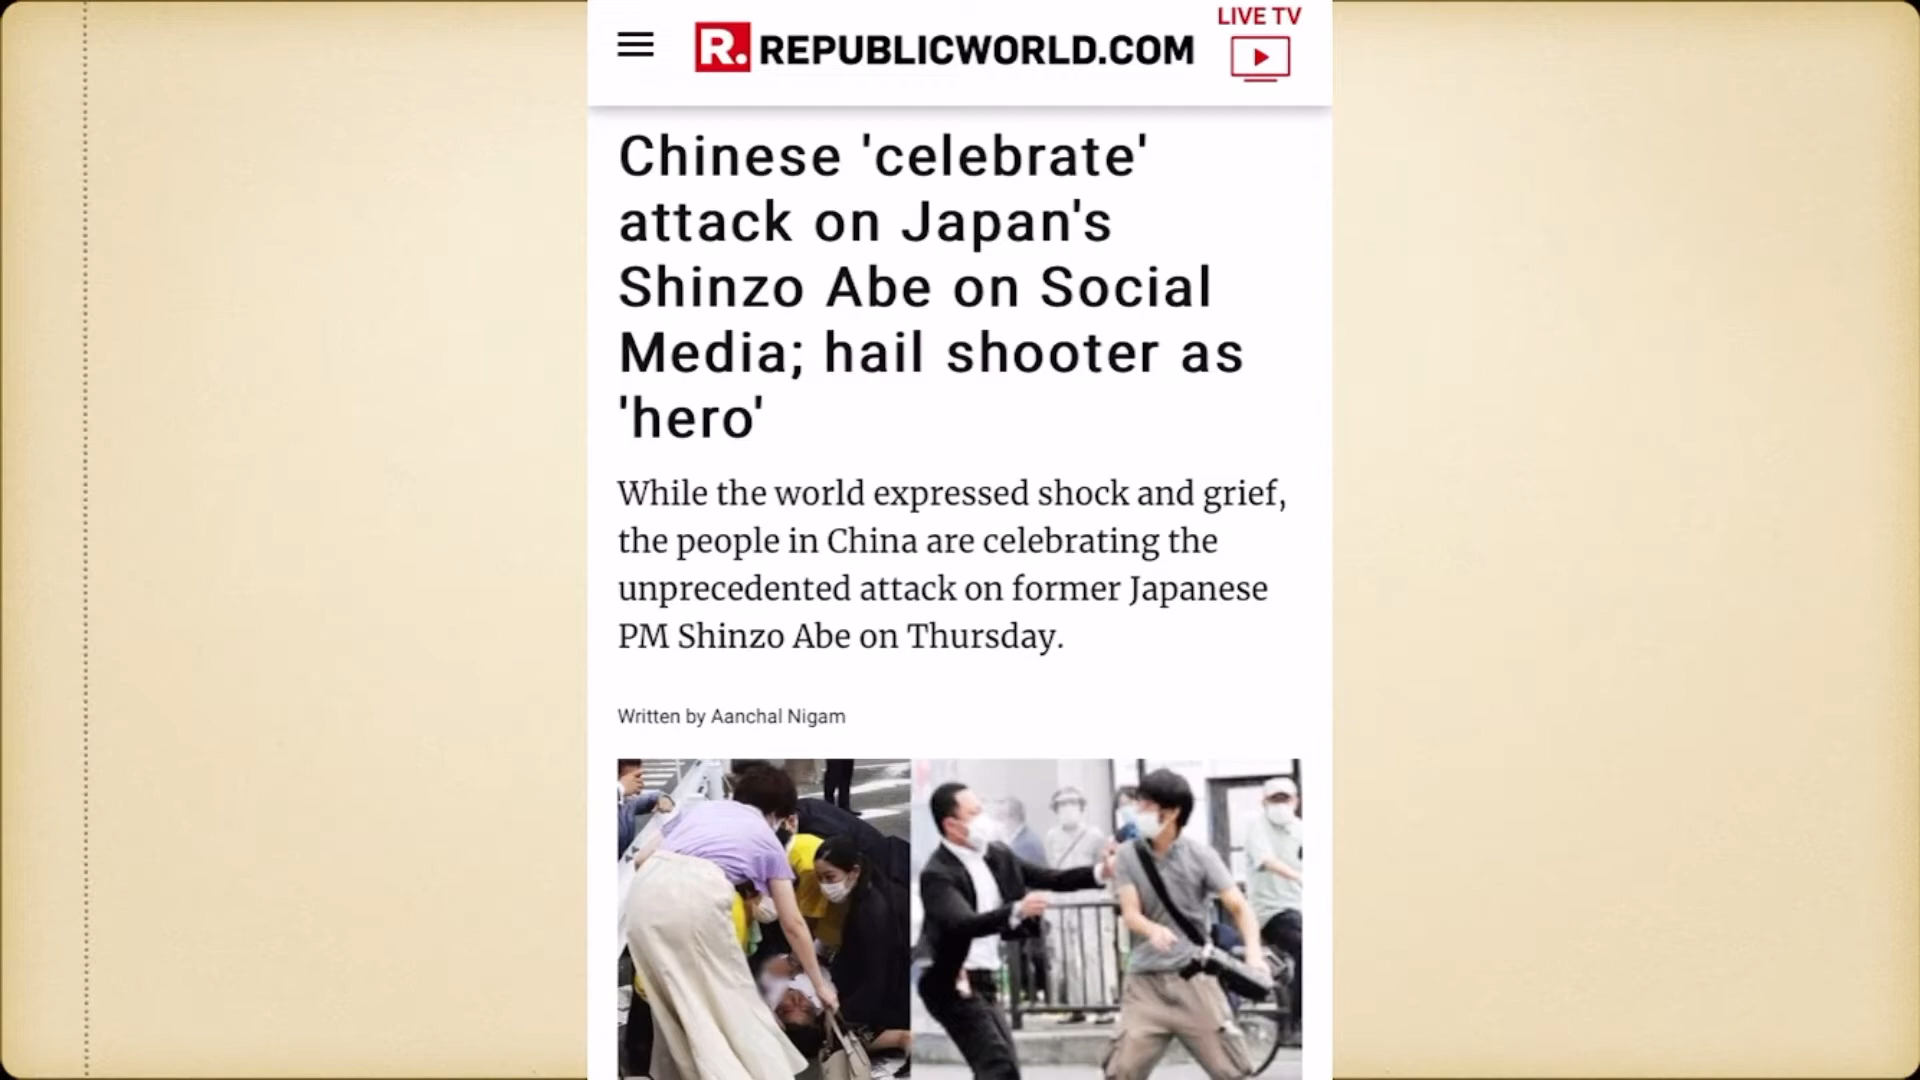 LIVE TV
R. REPUBLICWORLD.COM
Chinese 'celebrate'
attack on Japan's
Shinzo Abe on Social
Media; hail shooter as
'hero'
While the world expressed shock and grief,
the people in China are celebrating the
unprecedented attack on former Japanese
PM Shinzo Abe on Thursday.
Written by Aanchal Nigam